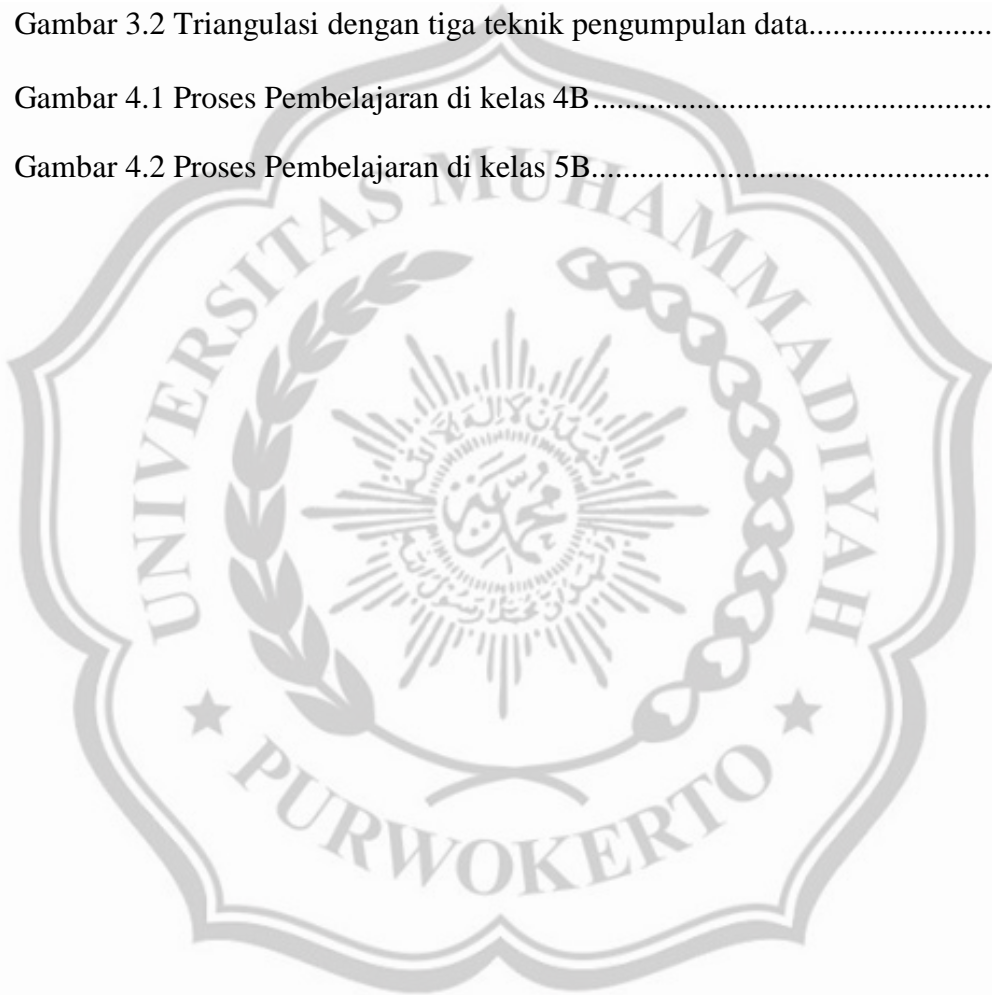 Gambar 3.2 Triangulasi dengan tiga teknik pengumpulan data......................
Gambar 4.1 Proses Pembelajaran di kelas 4B.................................................
Gambar 4.2 Proses Pembelajaran di kelas 5B.................................................
UNIVERSITAS MUHAMMADIYAH
PURWOKERTO
محمد